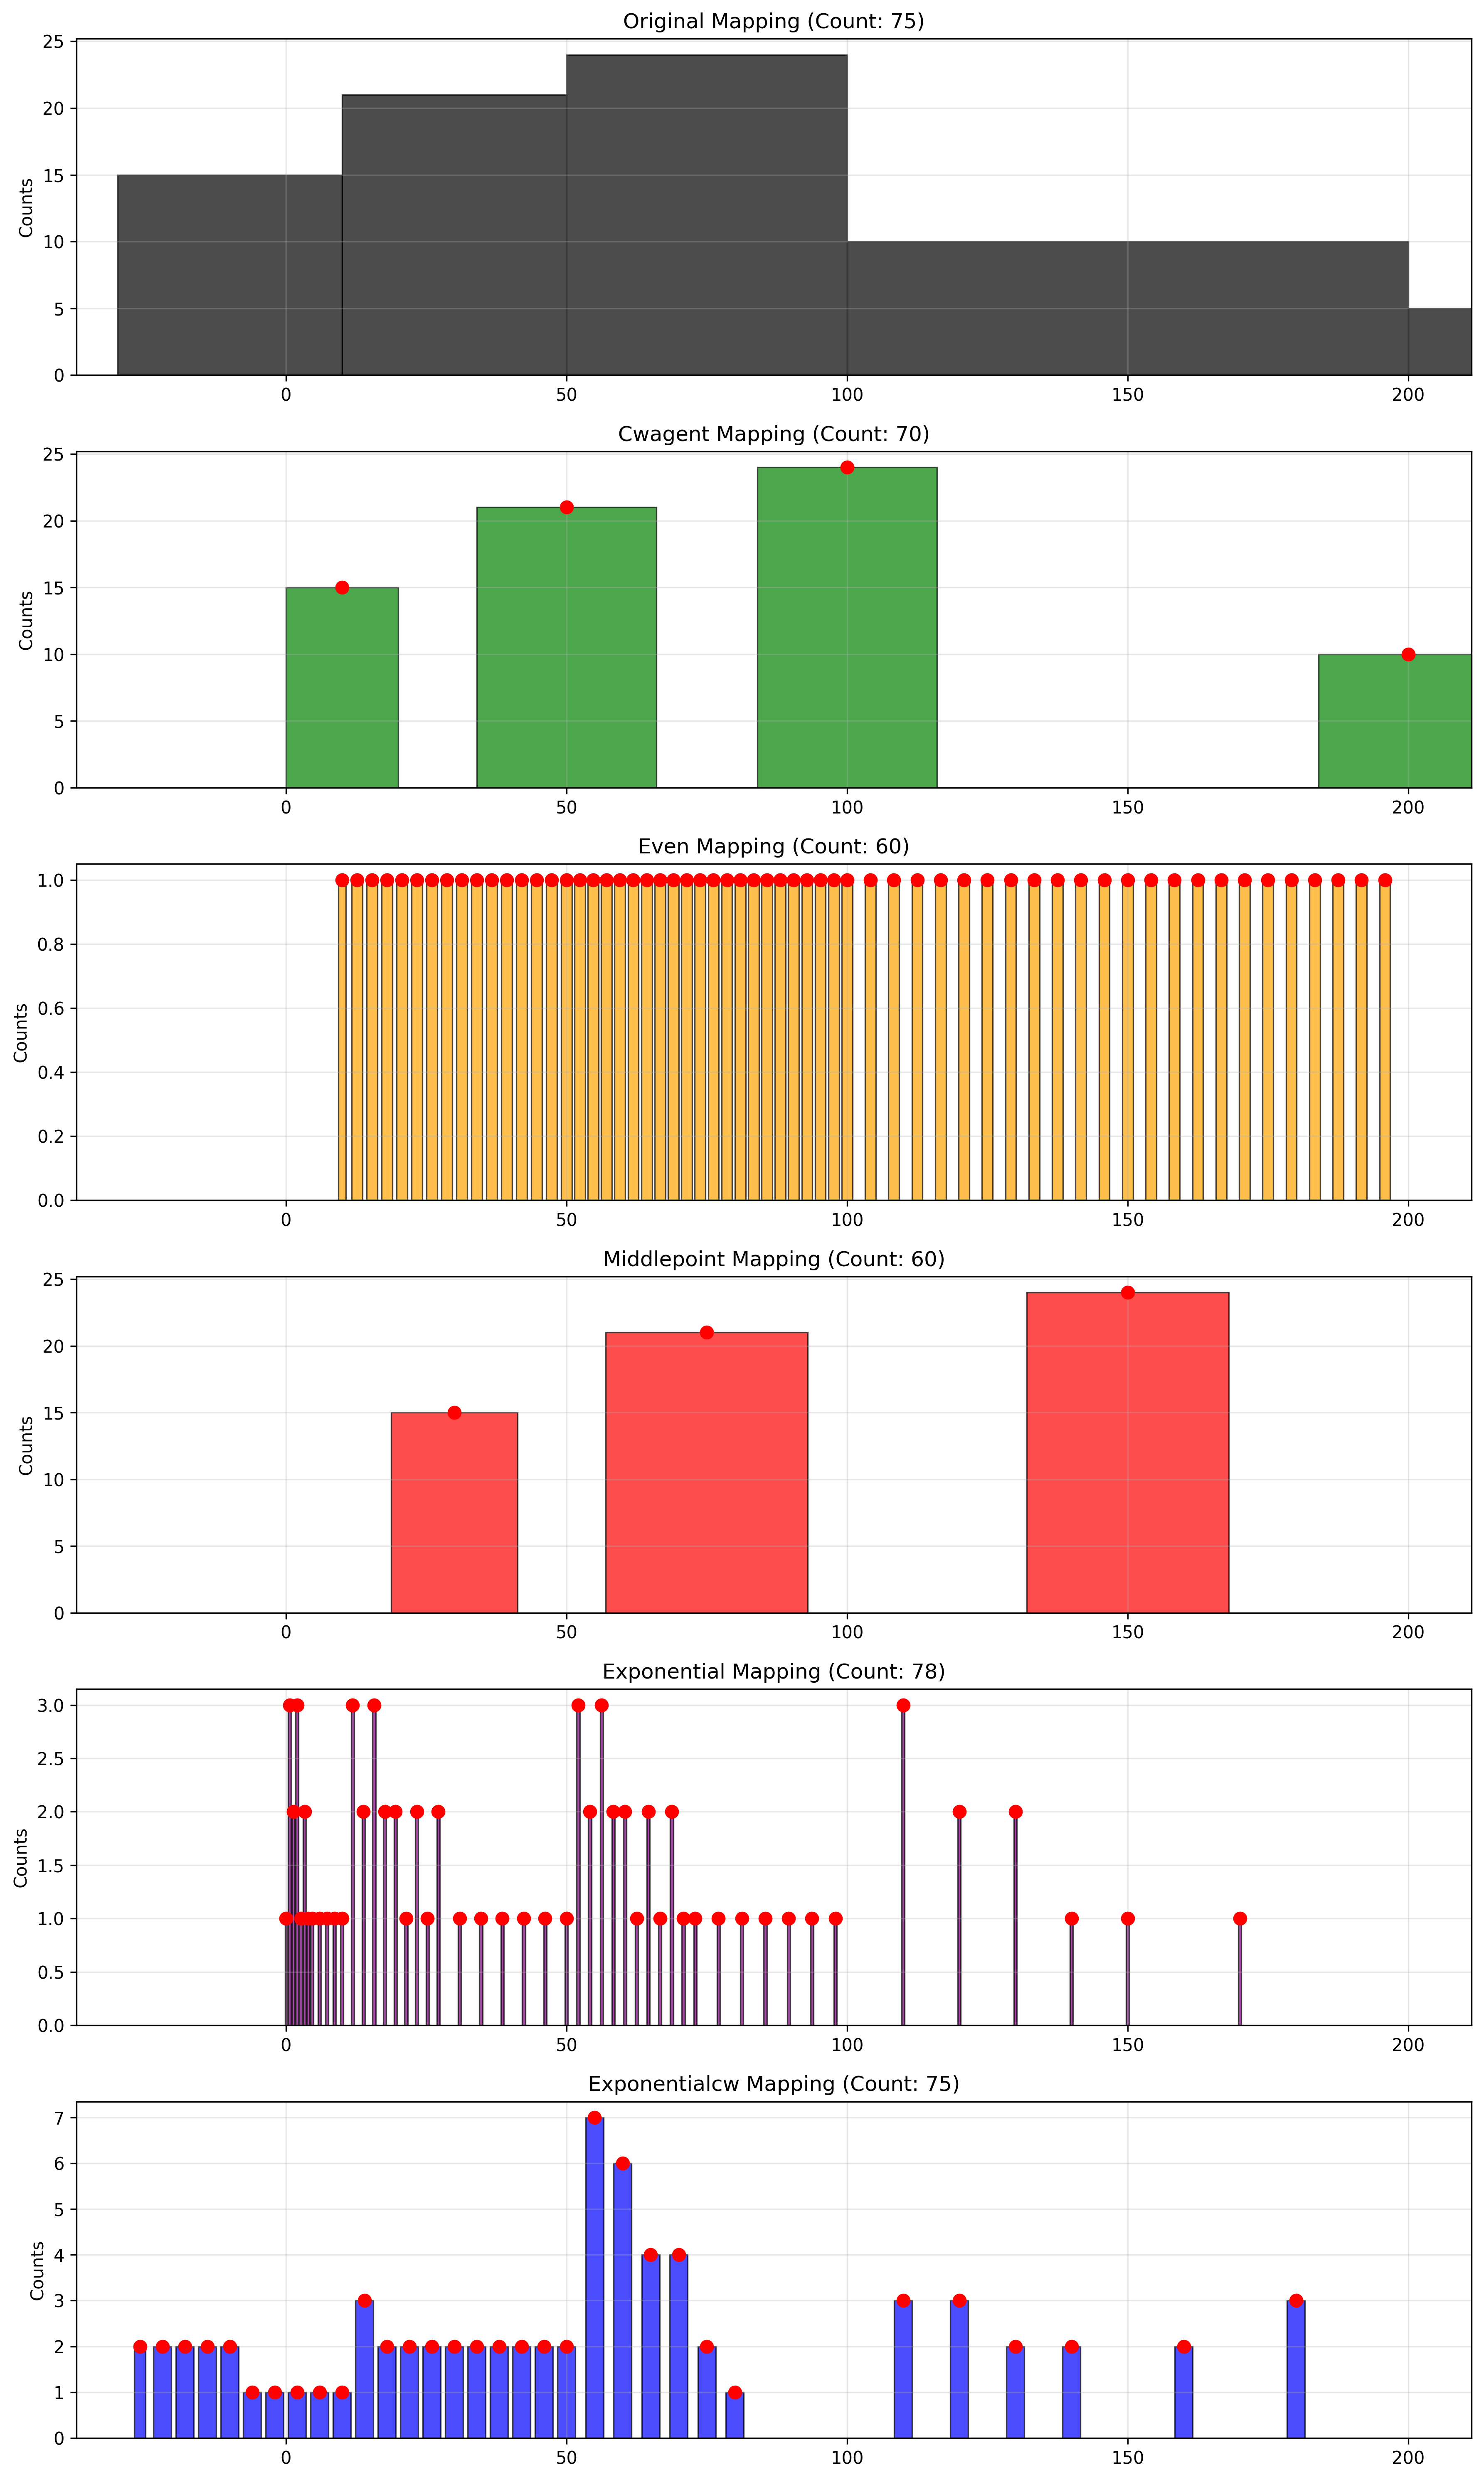 Original Mapping (Count: 75)
25
20
15
10
5
0
Counts
0 50 100 150 200
Cwagent Mapping (Count: 70)
25
20
15
10
5
0
Counts
0 50 100 150 200
Even Mapping (Count: 60)
1.0
0.8
0.6
0.4
0.2
0.0
Counts
0 50 100 150 200
Middlepoint Mapping (Count: 60)
25
20
15
10
5
0
Counts
0 50 100 150 200
Exponential Mapping (Count: 78)
3.0
2.5
2.0
1.5
1.0
0.5
0.0
Counts
0 50 100 150 200
Exponentialcw Mapping (Count: 75)
7
6
5
4
3
2
1
0
Counts
0 50 100 150 200